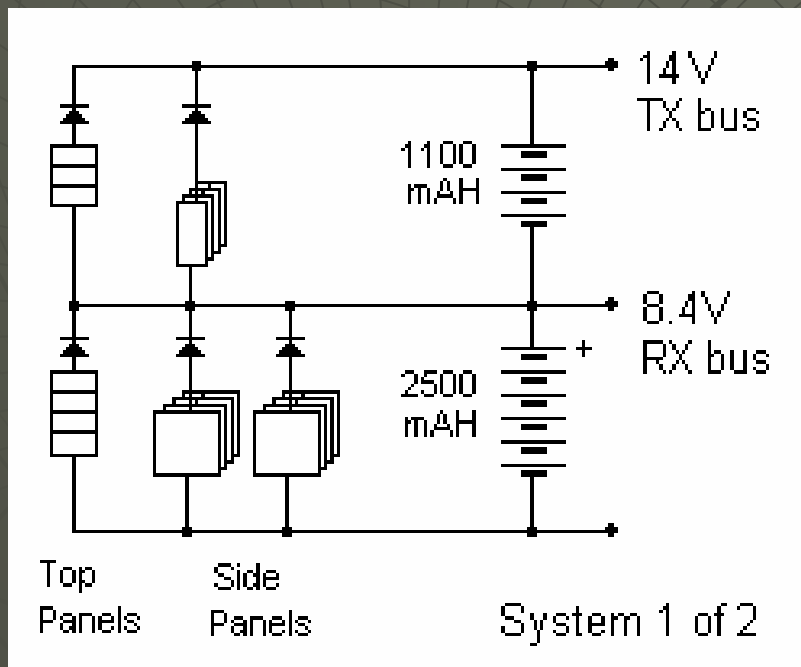 14V
TX bus
1100
mAH
8.4V
RX bus
+
2500
mAH
Top
Panels
Side
Panels
System 1 of 2